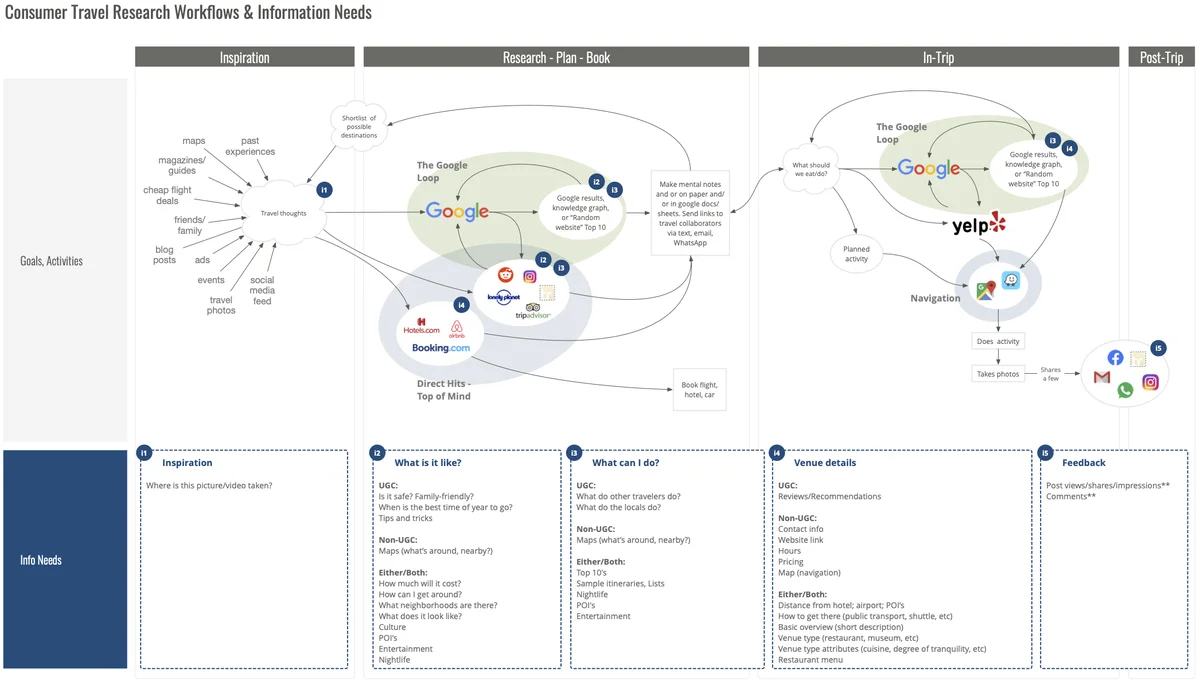 Consumer Travel Research Workflows & Information Needs
Inspiration
Research - Plan - Book
In-Trip
Post-Trip
Goals, Activities
maps
past
experiences
magazines/
guides
cheap flight
deals
friends/
family
blog
posts
ads
events
travel
photos
social
media
feed
Travel thoughts
i1
Shortlist of
possible
destinations
The Google
Loop
Google
Google results,
knowledge graph,
or "Random
website" Top 10
i2
i3
i2
i3
lonely planet
tripadvisor
i4
Hotels.com
airbnb
Booking.com
Direct Hits -
Top of Mind
Make mental notes
and or on paper and/
or in google docs/
sheets. Send links to
travel collaborators
via text, email,
WhatsApp
Book flight,
hotel, car
What should
we eat/do?
The Google
Loop
Google
Google results,
knowledge graph,
or "Random
website" Top 10
i3
i4
yelp
Planned
activity
Navigation
Does activity
Takes photos
Shares
a few
i5
Info Needs
i1
Inspiration
Where is this picture/video taken?
i2
What is it like?
UGC:
Is it safe? Family-friendly?
When is the best time of year to go?
Tips and tricks
Non-UGC:
Maps (what's around, nearby?)
Either/Both:
How much will it cost?
How can I get around?
What neighborhoods are there?
What does it look like?
Culture
POI's
Entertainment
Nightlife
i3
What can I do?
UGC:
What do other travelers do?
What do the locals do?
Non-UGC:
Maps (what's around, nearby?)
Either/Both:
Top 10's
Sample itineraries, Lists
Nightlife
POI's
Entertainment
i4
Venue details
UGC:
Reviews/Recommendations
Non-UGC:
Contact info
Website link
Hours
Pricing
Map (navigation)
Either/Both:
Distance from hotel; airport; POI's
How to get there (public transport, shuttle, etc)
Basic overview (short description)
Venue type (restaurant, museum, etc)
Venue type attributes (cuisine, degree of tranquility, etc)
Restaurant menu
i5
Feedback
Post views/shares/impressions**
Comments**